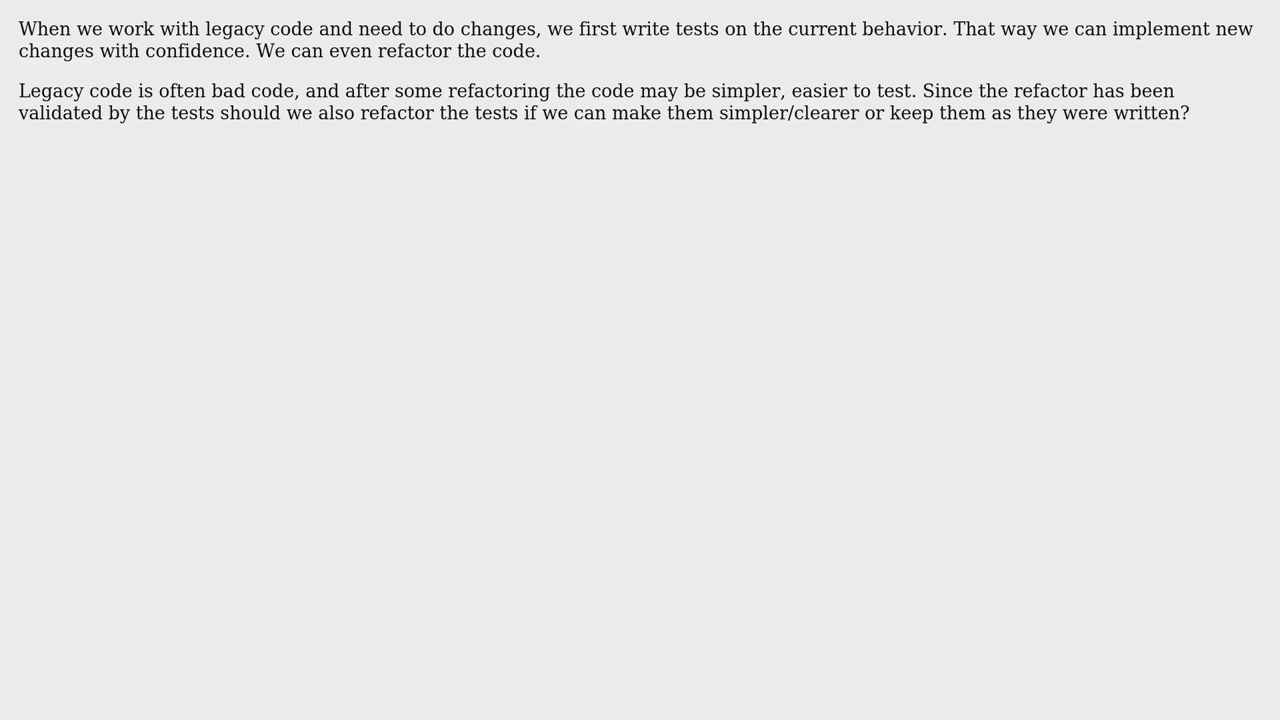 When we work with legacy code and need to do changes, we first write tests on the current behavior. That way we can implement new
changes with confidence. We can even refactor the code.
Legacy code is often bad code, and after some refactoring the code may be simpler, easier to test. Since the refactor has been
validated by the tests should we also refactor the tests if we can make them simpler/clearer or keep them as they were written?